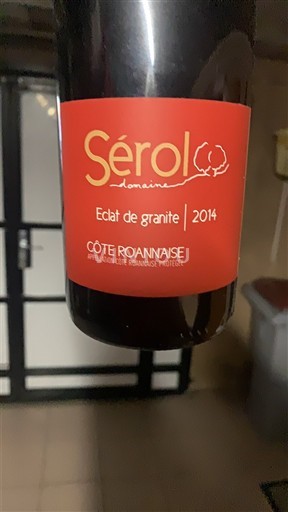 Sérol
domaine
Eclat de granite | 2014
CÔTE ROANNAISE